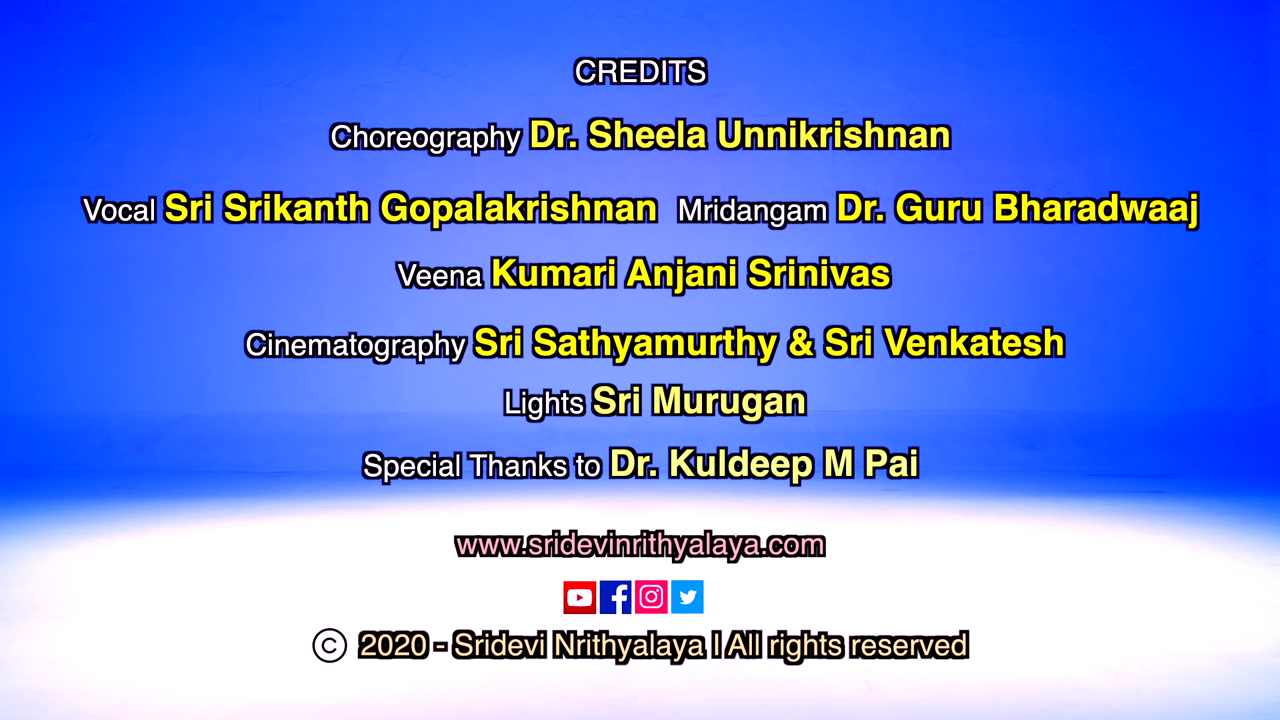 CREDITS
Choreography Dr. Sheela Unnikrishnan
Vocal Sri Srikanth Gopalakrishnan Mridangam Dr. Guru Bharadwaaj
Veena Kumari Anjani Srinivas
Cinematography Sri Sathyamurthy & Sri Venkatesh
Lights Sri Murugan
Special Thanks to Dr. Kuldeep M Pai
www.sridevinrithyalaya.com
© 2020 - Sridevi Nrithyalaya I All rights reserved